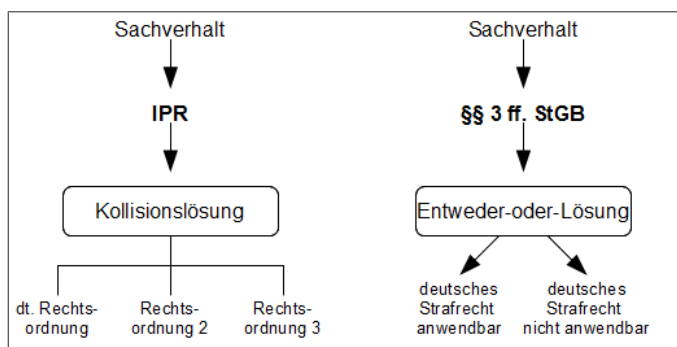 Sachverhalt
IPR
Kollisionslösung
dt. Rechts-
ordnung
Rechts-
ordnung 2
Rechts-
ordnung 3
Sachverhalt
§§ 3 ff. StGB
Entweder-oder-Lösung
deutsches
Strafrecht
anwendbar
deutsches
Strafrecht
nicht anwendbar